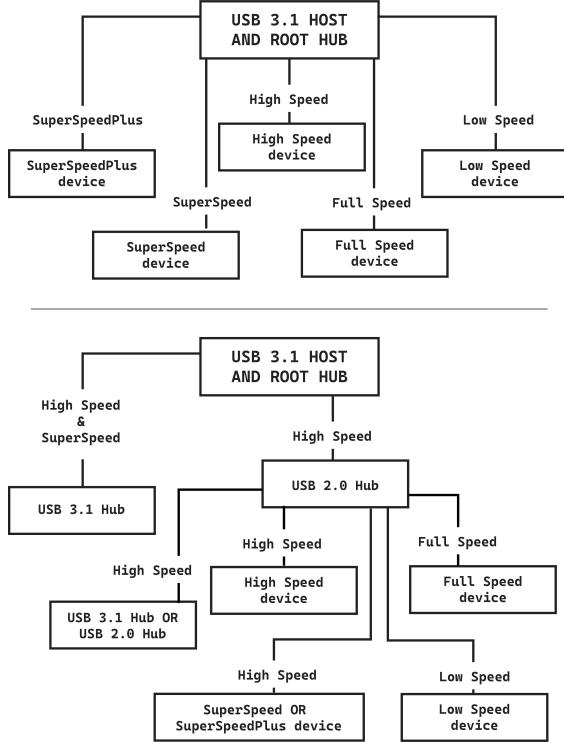 USB 3.1 HOST
AND ROOT HUB
High Speed
SuperSpeedPlus
Low Speed
High Speed
device
SuperSpeedPlus
device
Low Speed
device
SuperSpeed
Full Speed
SuperSpeed
device
Full Speed
device
USB 3.1 HOST
AND ROOT HUB
High Speed
&
SuperSpeed
High Speed
USB 2.0 Hub
USB 3.1 Hub
High Speed
Full Speed
High Speed
High Speed
device
Full Speed
device
USB 3.1 Hub OR
USB 2.0 Hub
High Speed
Low Speed
SuperSpeed OR
SuperSpeedPlus device
Low Speed
device